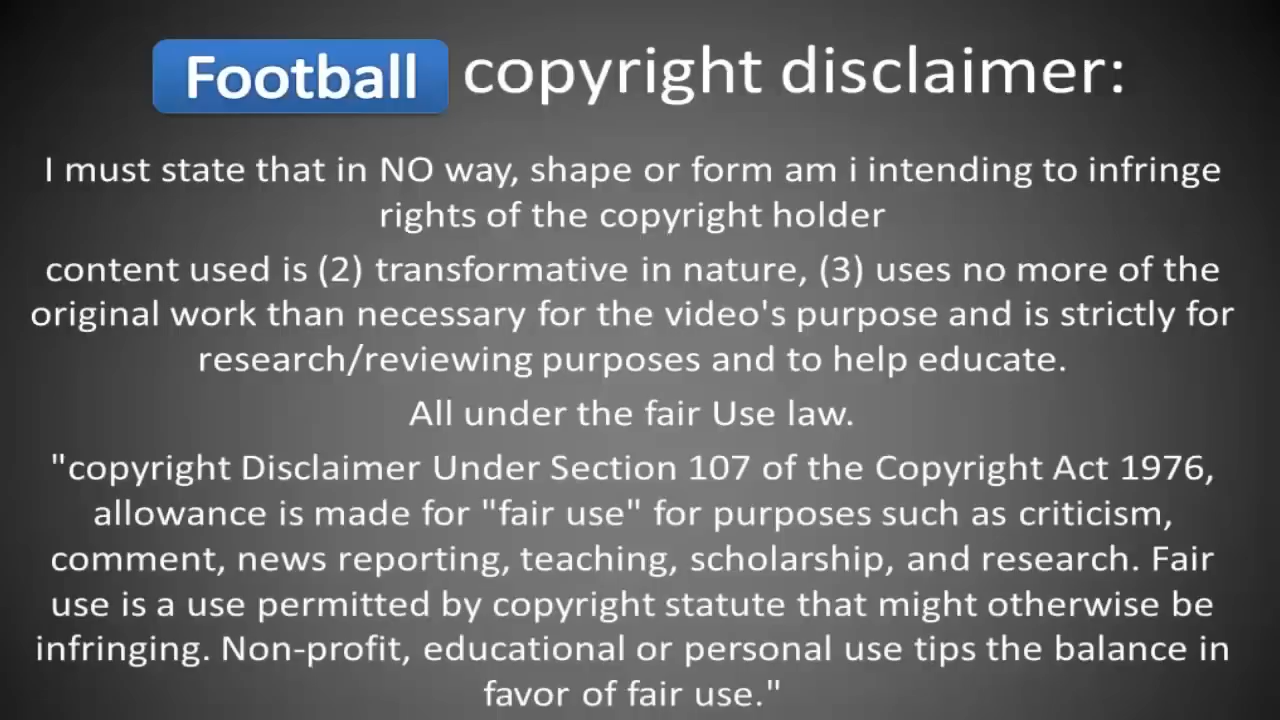 Football copyright disclaimer:
I must state that in NO way, shape or form am i intending to infringe
rights of the copyright holder
content used is (2) transformative in nature, (3) uses no more of the
original work than necessary for the video's purpose and is strictly for
research/reviewing purposes and to help educate.
All under the fair Use law.
"copyright Disclaimer Under Section 107 of the Copyright Act 1976,
allowance is made for "fair use" for purposes such as criticism,
comment, news reporting, teaching, scholarship, and research. Fair
use is a use permitted by copyright statute that might otherwise be
infringing. Non-profit, educational or personal use tips the balance in
favor of fair use."